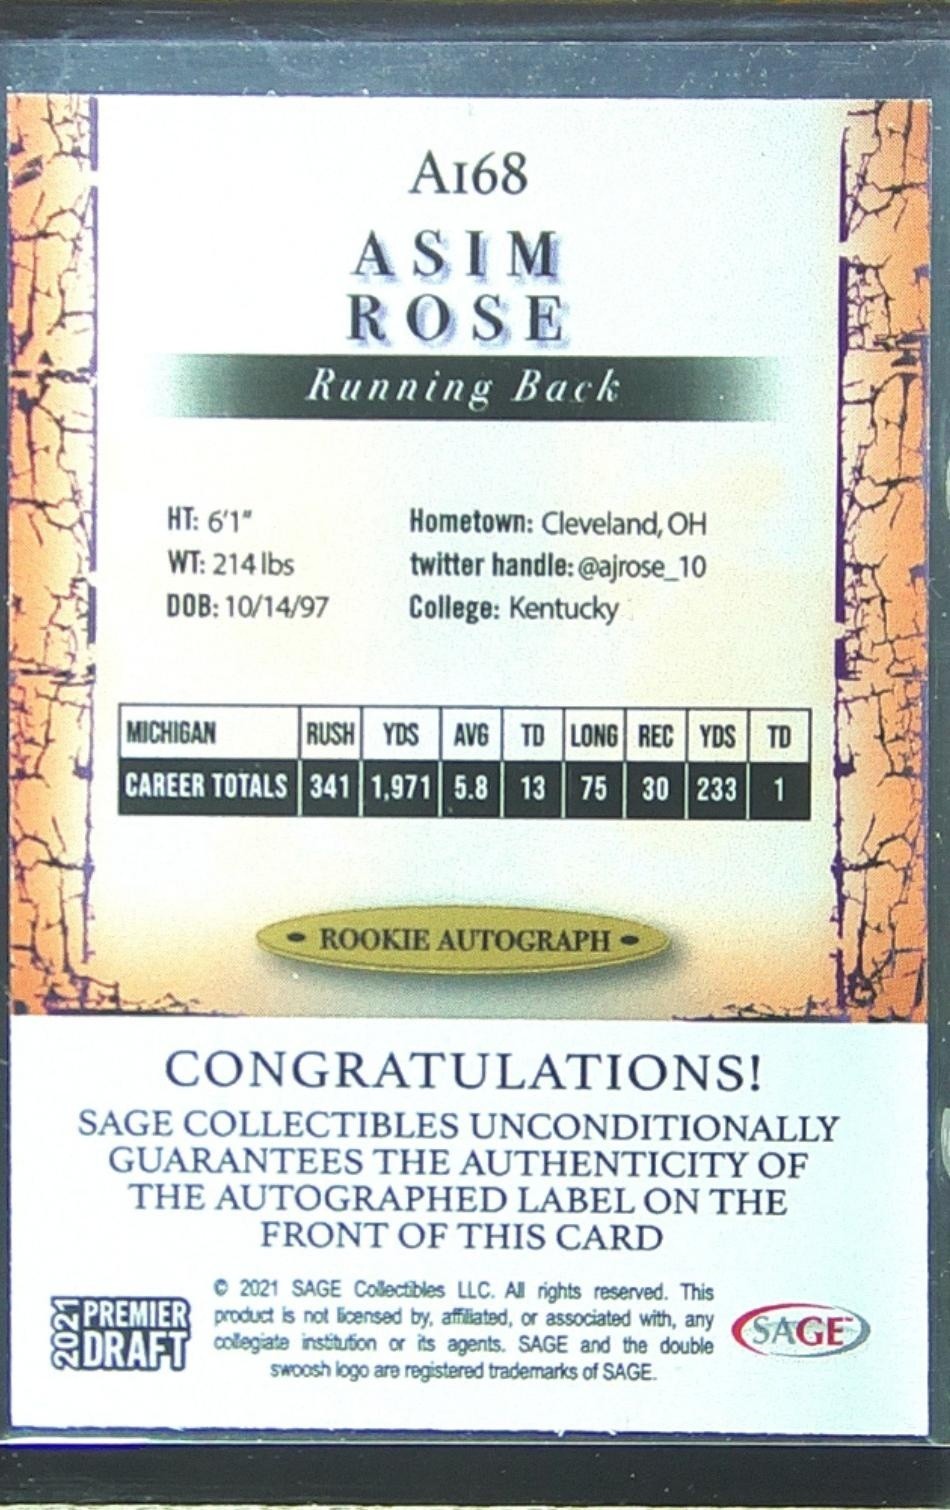 A168
ASIM
ROSE
Running Back
HT: 6'1" Hometown: Cleveland, OH
WT: 214 lbs twitter handle: @ajrose_10
DOB: 10/14/97 College: Kentucky
MICHIGAN RUSH YDS AVG TD LONG REC YDS TD
CAREER TOTALS 341 1,971 5.8 13 75 30 233 1
• ROOKIE AUTOGRAPH •
CONGRATULATIONS!
SAGE COLLECTIBLES UNCONDITIONALLY
GUARANTEES THE AUTHENTICITY OF
THE AUTOGRAPHED LABEL ON THE
FRONT OF THIS CARD
2021 PREMIER DRAFT
© 2021 SAGE Collectibles LLC. All rights reserved. This
product is not licensed by, affiliated, or associated with, any
collegiate institution or its agents. SAGE and the double
swoosh logo are registered trademarks of SAGE.
SAGE